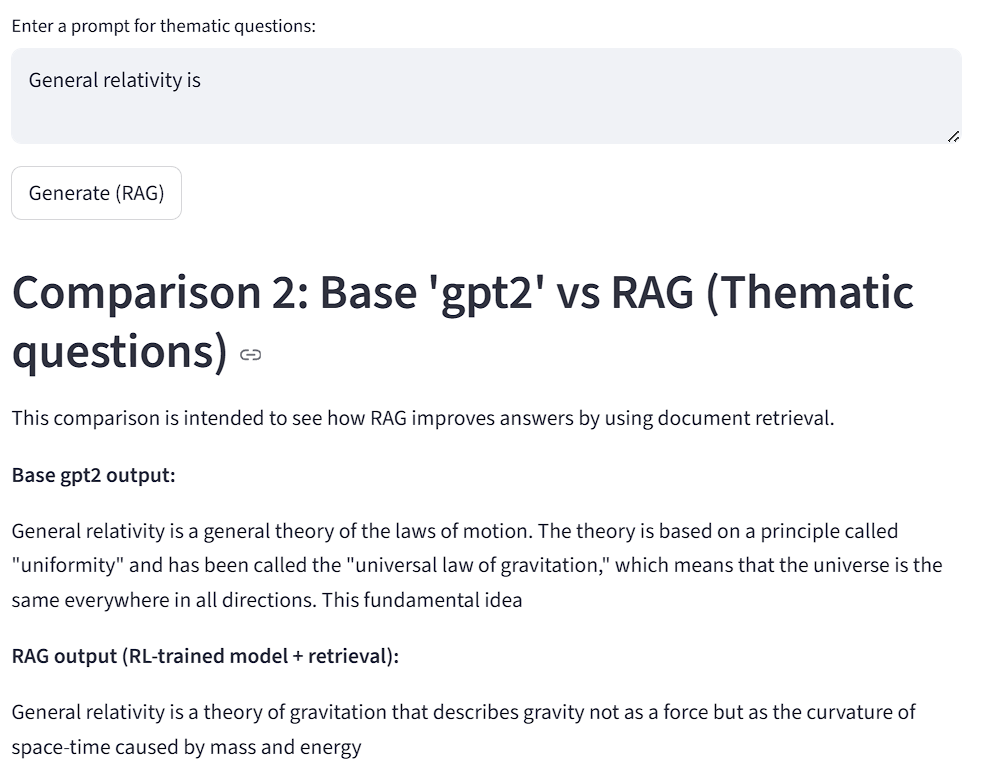 Enter a prompt for thematic questions:
General relativity is
Generate (RAG)
Comparison 2: Base 'gpt2' vs RAG (Thematic
questions)
This comparison is intended to see how RAG improves answers by using document retrieval.
Base gpt2 output:
General relativity is a general theory of the laws of motion. The theory is based on a principle called
"uniformity" and has been called the "universal law of gravitation," which means that the universe is the
same everywhere in all directions. This fundamental idea
RAG output (RL-trained model + retrieval):
General relativity is a theory of gravitation that describes gravity not as a force but as the curvature of
space-time caused by mass and energy